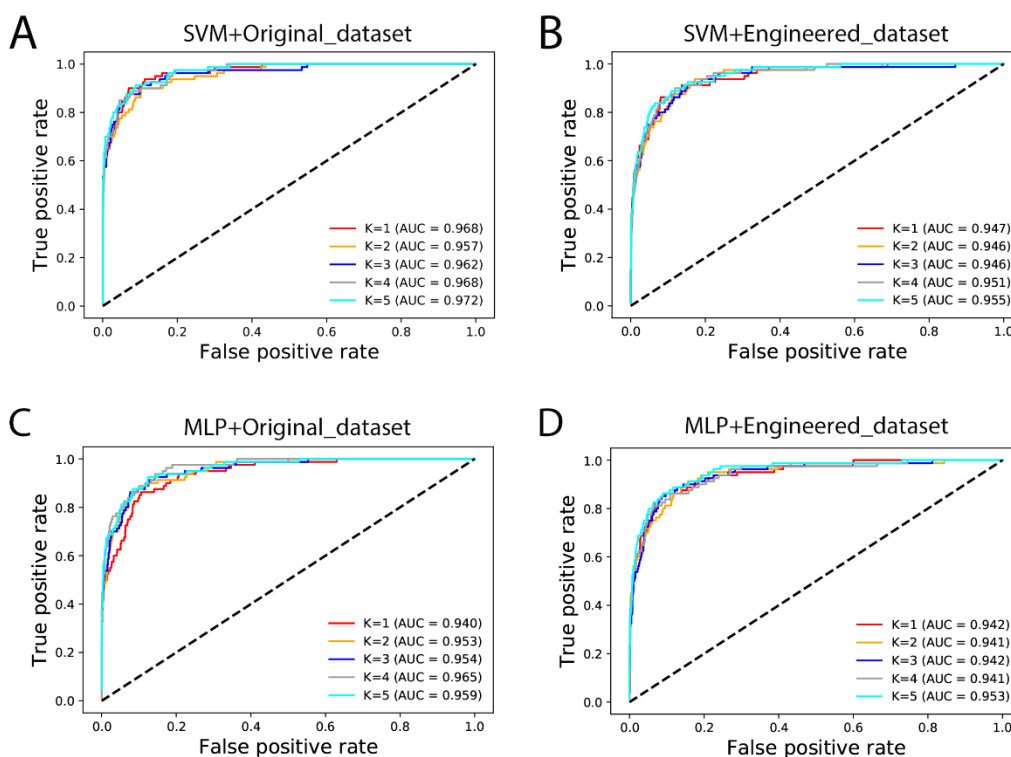 A
SVM+Original_dataset
True positive rate
1.0
0.8
0.6
0.4
0.2
0.0
K=1 (AUC = 0.968)
K=2 (AUC = 0.957)
K=3 (AUC = 0.962)
K=4 (AUC = 0.968)
K=5 (AUC = 0.972)
0.0 0.2 0.4 0.6 0.8 1.0
False positive rate
B
SVM+Engineered_dataset
True positive rate
1.0
0.8
0.6
0.4
0.2
0.0
K=1 (AUC = 0.947)
K=2 (AUC = 0.946)
K=3 (AUC = 0.946)
K=4 (AUC = 0.951)
K=5 (AUC = 0.955)
0.0 0.2 0.4 0.6 0.8 1.0
False positive rate
C
MLP+Original_dataset
True positive rate
1.0
0.8
0.6
0.4
0.2
0.0
K=1 (AUC = 0.940)
K=2 (AUC = 0.953)
K=3 (AUC = 0.954)
K=4 (AUC = 0.965)
K=5 (AUC = 0.959)
0.0 0.2 0.4 0.6 0.8 1.0
False positive rate
D
MLP+Engineered_dataset
True positive rate
1.0
0.8
0.6
0.4
0.2
0.0
K=1 (AUC = 0.942)
K=2 (AUC = 0.941)
K=3 (AUC = 0.942)
K=4 (AUC = 0.941)
K=5 (AUC = 0.953)
0.0 0.2 0.4 0.6 0.8 1.0
False positive rate